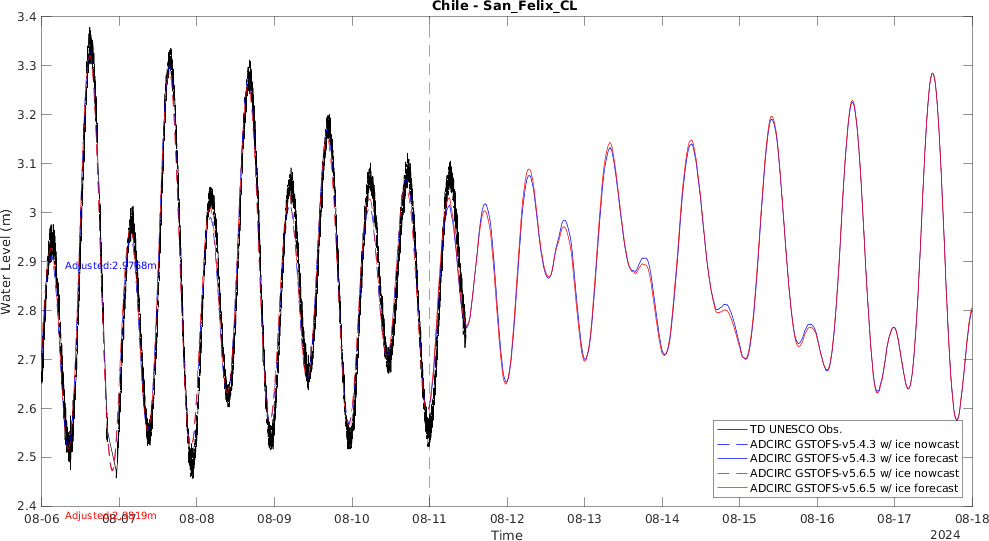 Chile - San_Felix_CL
3.4
3.3
3.2
3.1
3
2.9
2.8
2.7
2.6
2.5
2.4
Water Level (m)
Adjusted:2.9768m
TD UNESCO Obs.
ADCIRC GSTOFS-v5.4.3 w/ ice nowcast
ADCIRC GSTOFS-v5.4.3 w/ ice forecast
ADCIRC GSTOFS-v5.6.5 w/ ice nowcast
ADCIRC GSTOFS-v5.6.5 w/ ice forecast
08-06 08-07 08-08 08-09 08-10 08-11 08-12 08-13 08-14 08-15 08-16 08-17 08-18
Time
2024